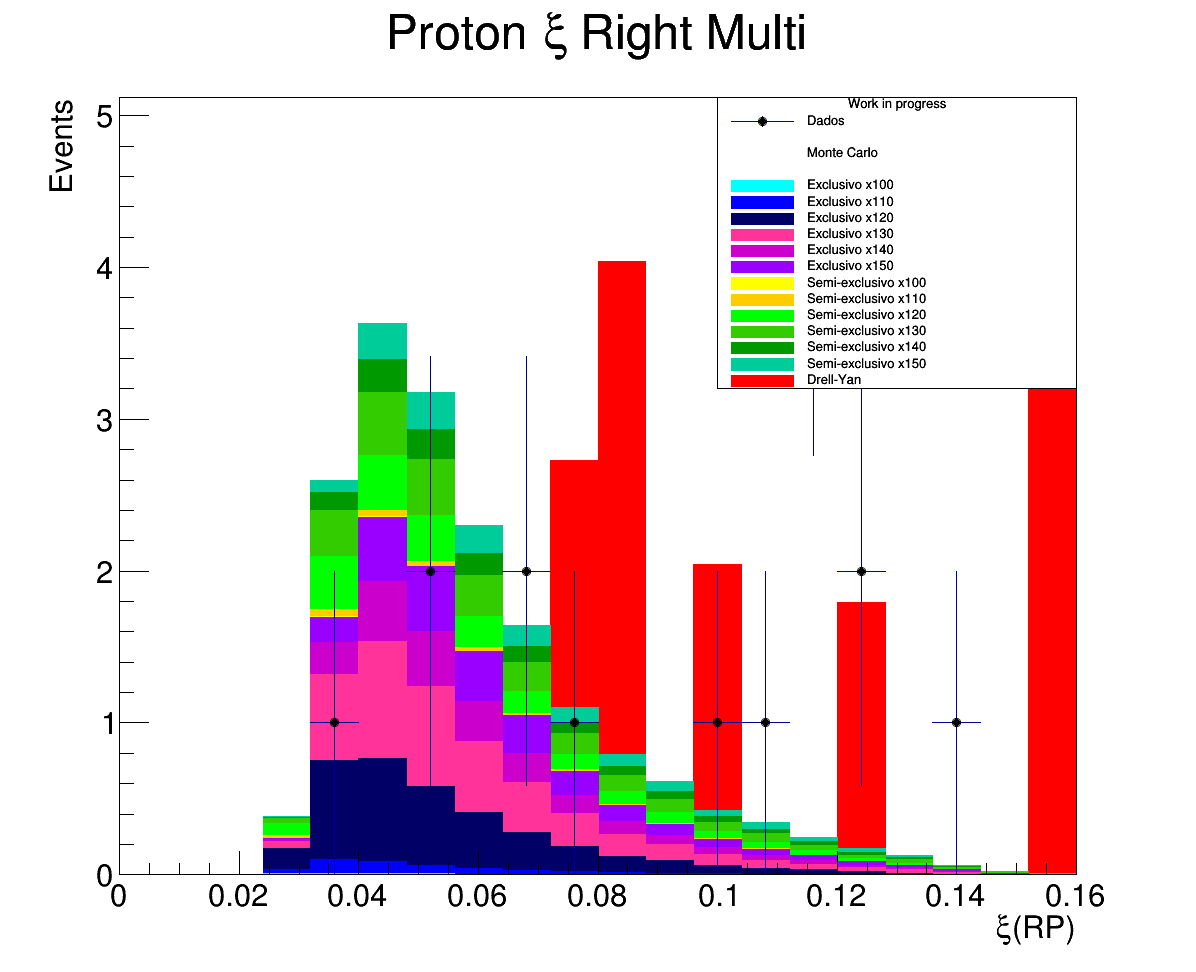 Proton ξ Right Multi
Events
5
4
3
2
1
0
Work in progress
Dados
Monte Carlo
Exclusivo x100
Exclusivo x110
Exclusivo x120
Exclusivo x130
Exclusivo x140
Exclusivo x150
Semi-exclusivo x100
Semi-exclusivo x110
Semi-exclusivo x120
Semi-exclusivo x130
Semi-exclusivo x140
Semi-exclusivo x150
Drell-Yan
0 0.02 0.04 0.06 0.08 0.1 0.12 0.14 0.16
ξ(RP)